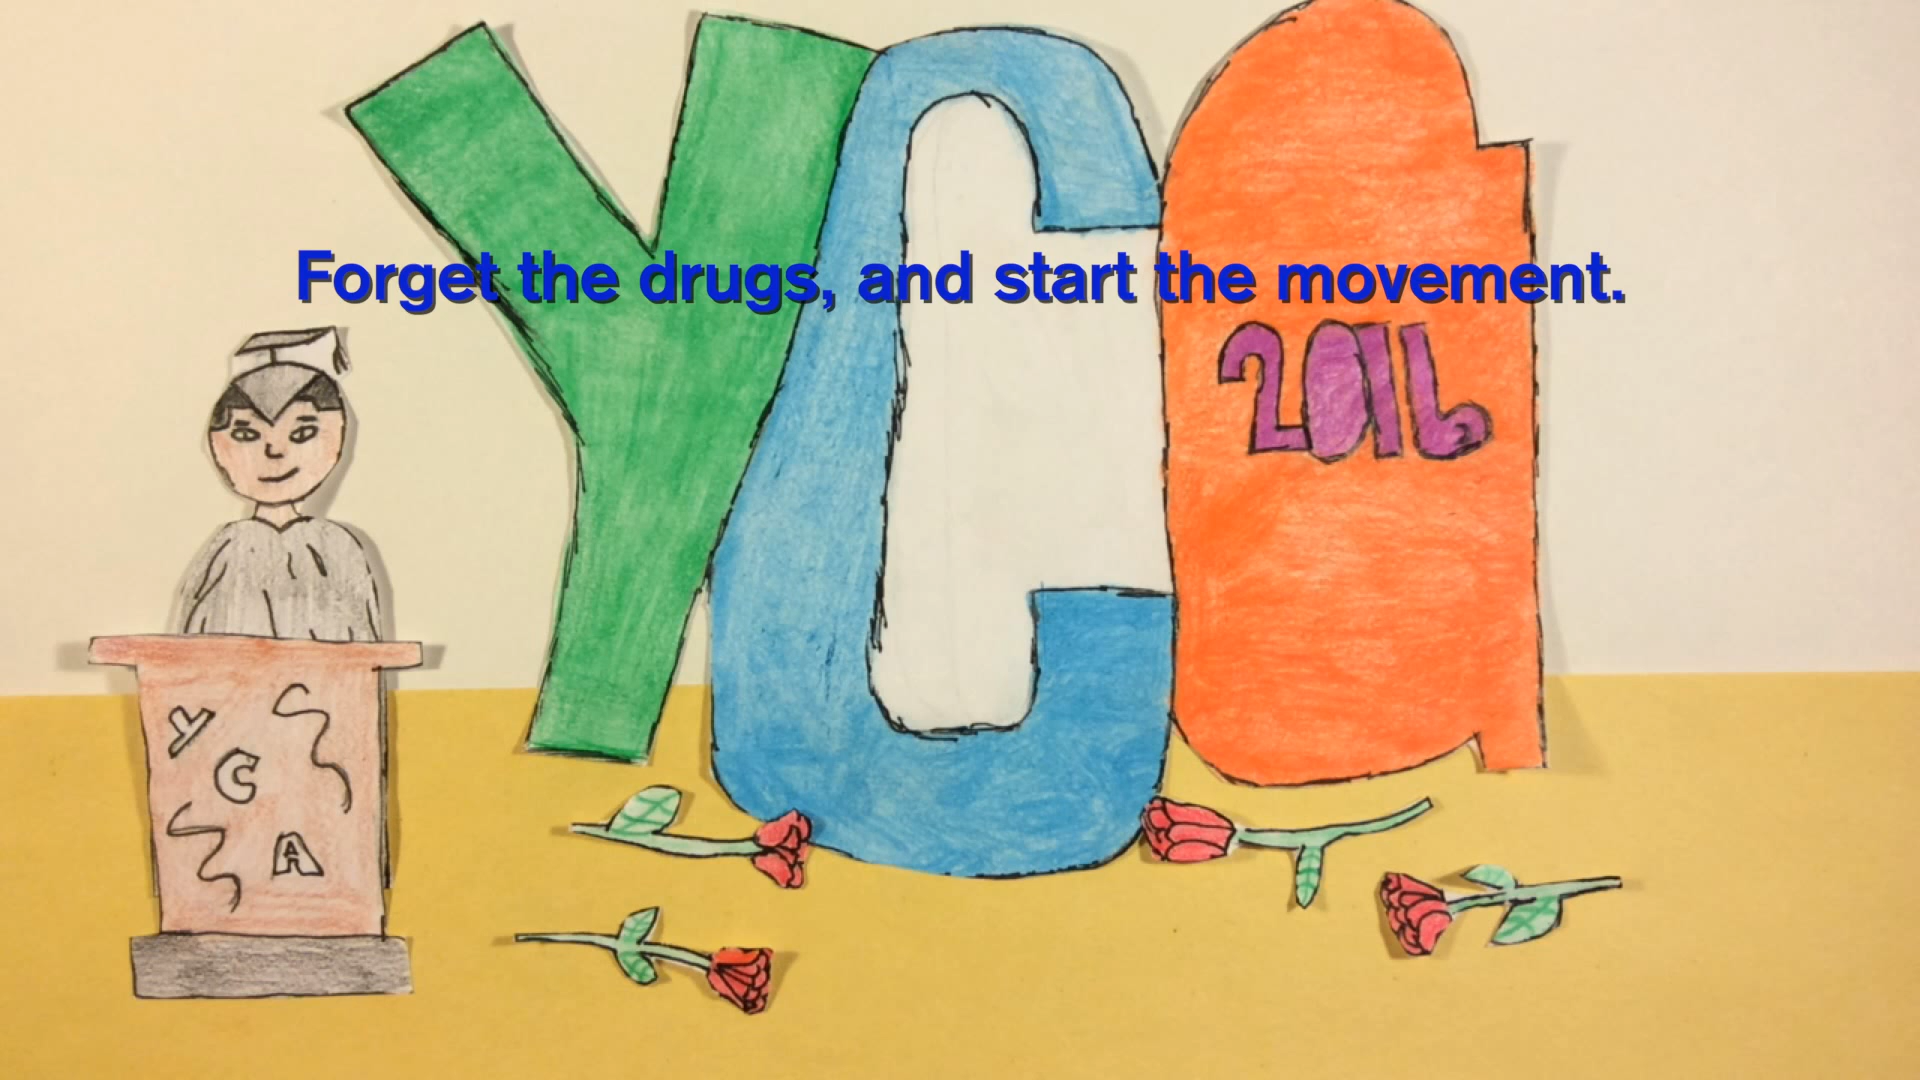 YCA
Forget the drugs, and start the movement.
2016
Y
C
A